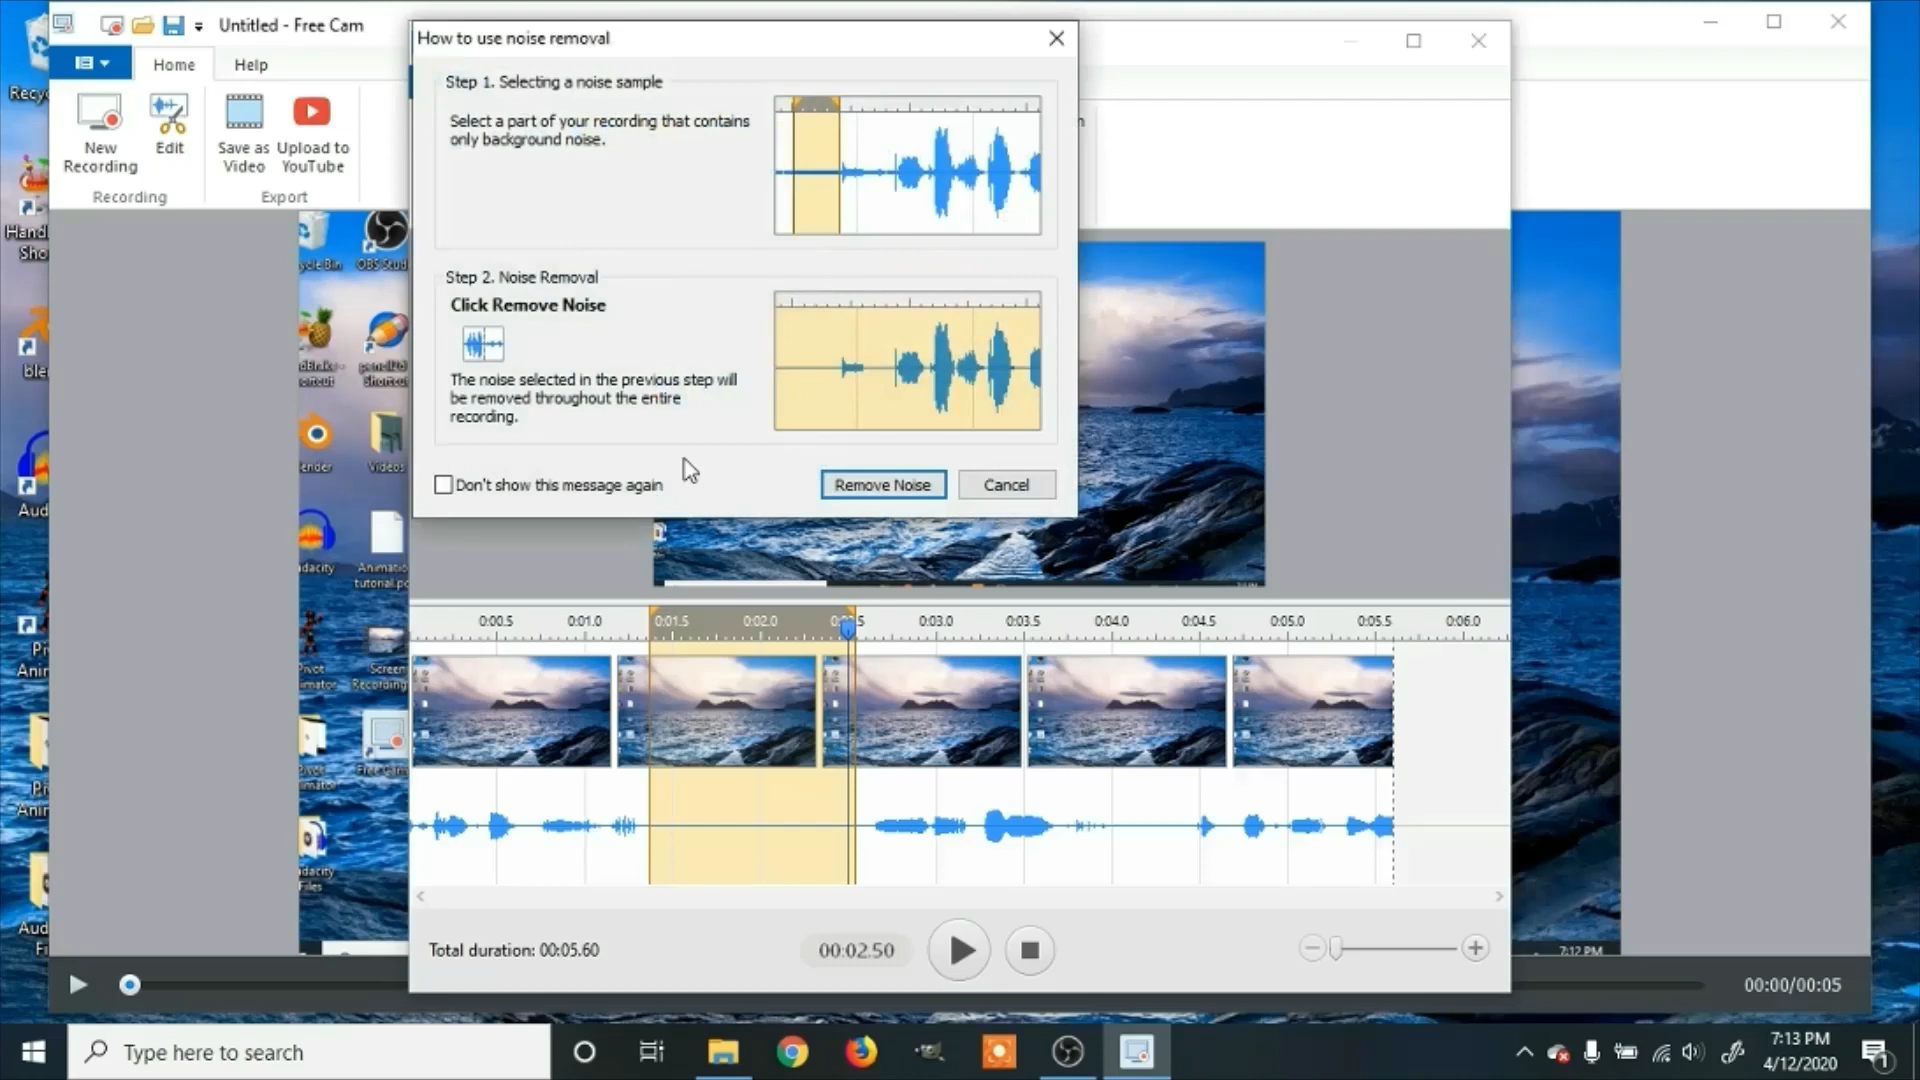 Untitled - Free Cam
Home
Help
New Recording
Edit
Save as Video
Upload to YouTube
Recording
Export
How to use noise removal
Step 1. Selecting a noise sample
Select a part of your recording that contains
only background noise.
Step 2. Noise Removal
Click Remove Noise
The noise selected in the previous step will
be removed throughout the entire
recording.
Don't show this message again
Remove Noise
Cancel
0:00.5
0:01.0
0:01.5
0:02.0
0:03.0
0:03.5
0:04.0
0:04.5
0:05.0
0:05.5
0:06.0
Total duration: 00:05.60
00:02.50
7:12 PM
00:00/00:05
Type here to search
7:13 PM
4/12/2020
1